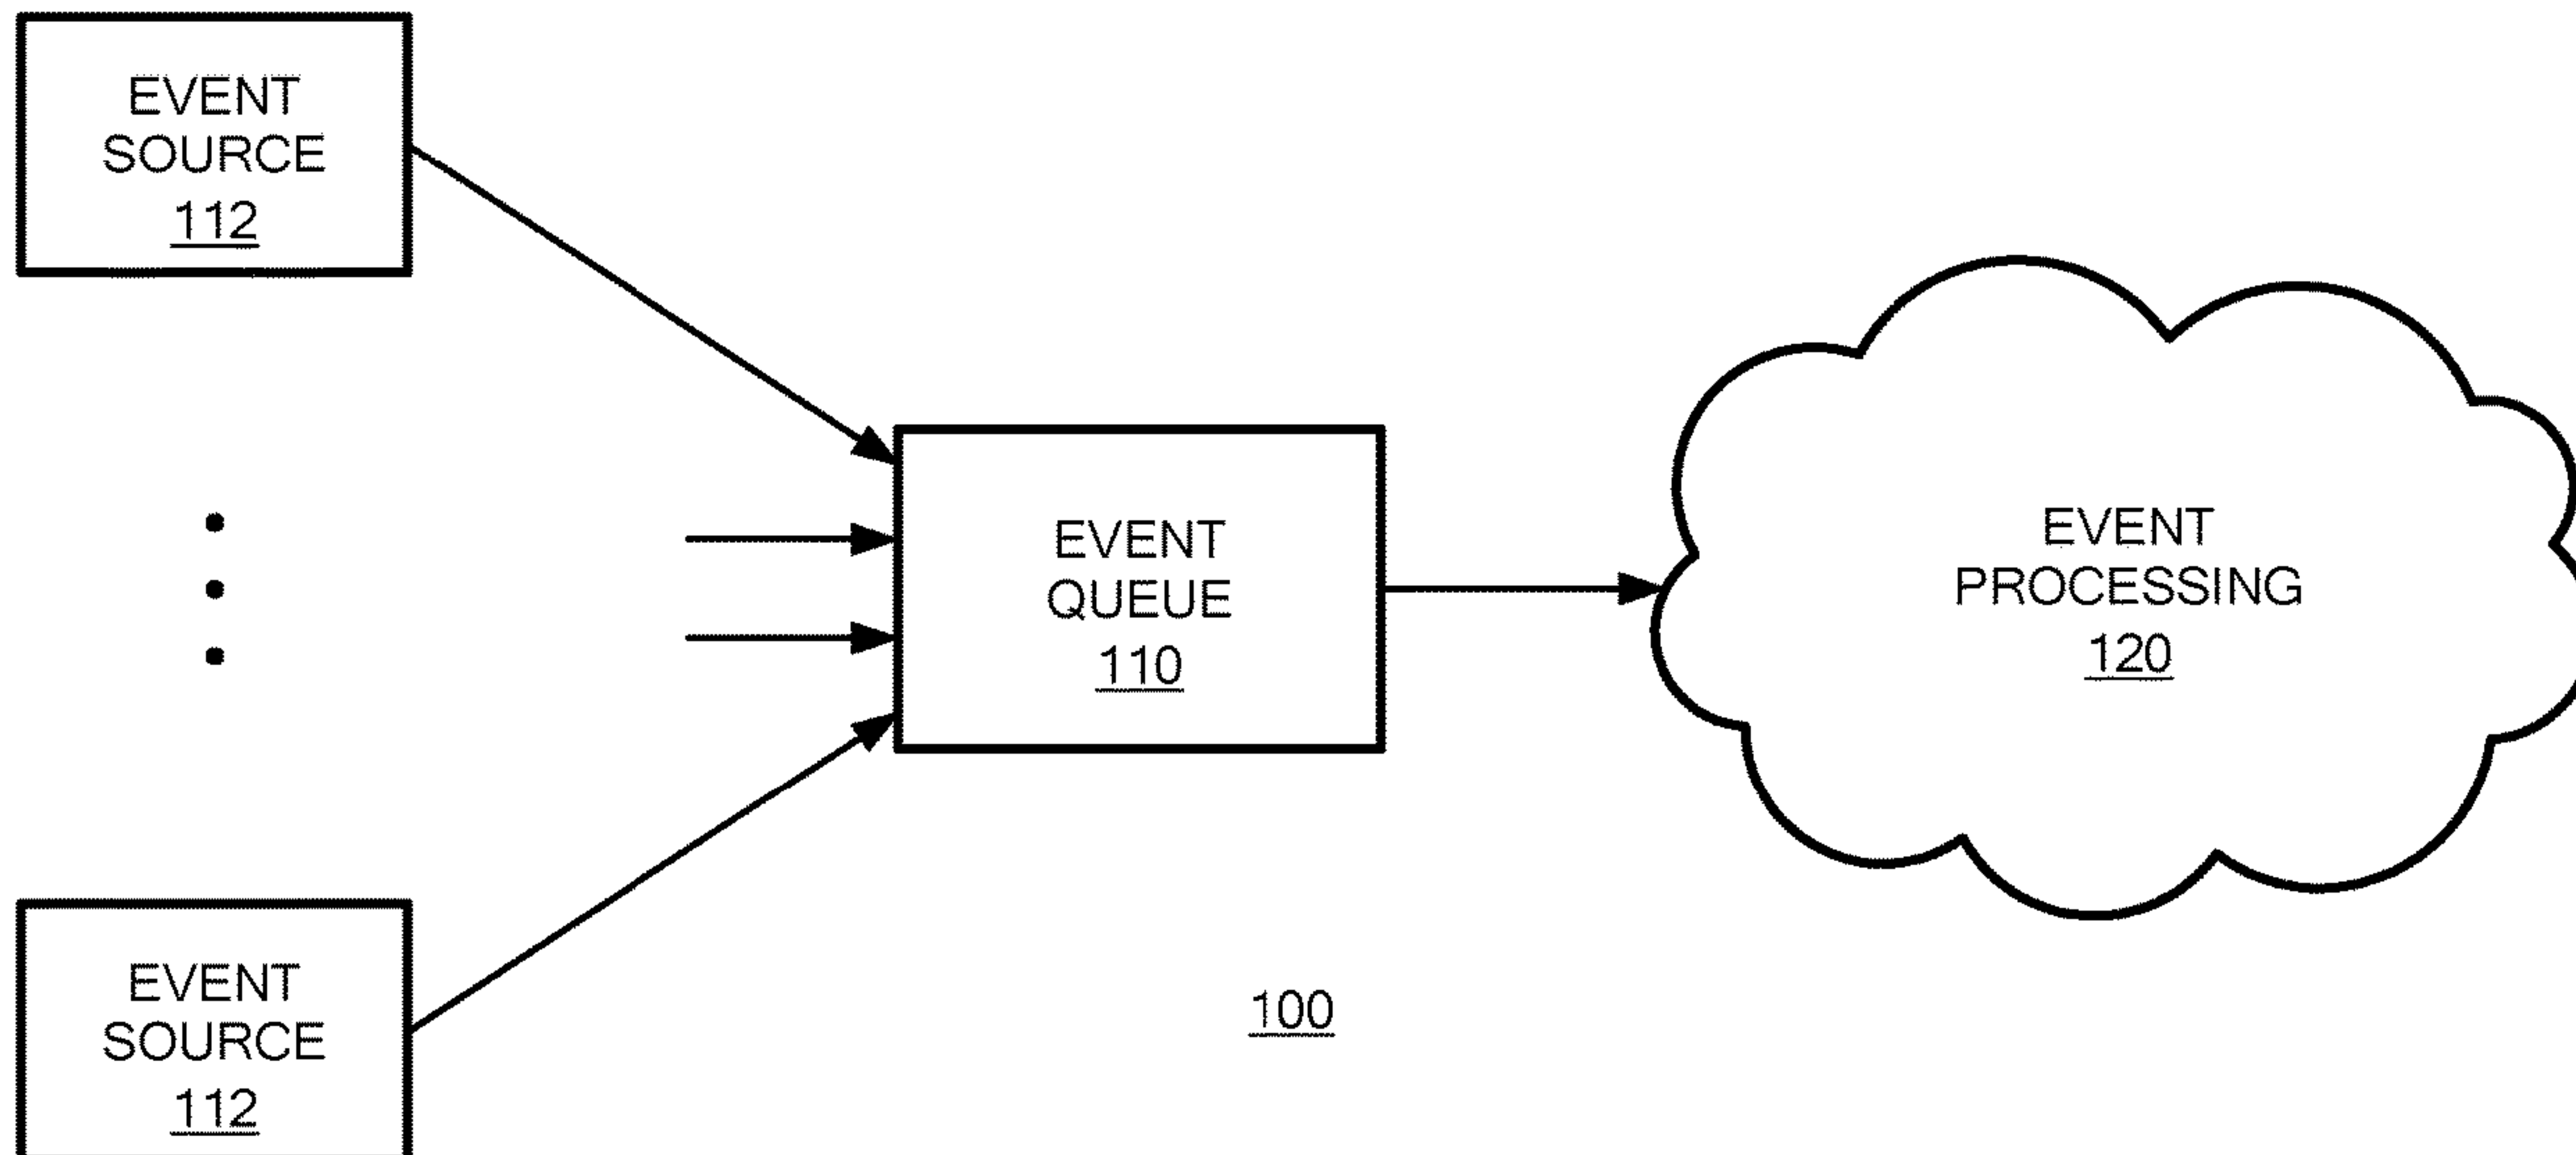 EVENT
SOURCE
112
EVENT
QUEUE
110
EVENT
PROCESSING
120
EVENT
SOURCE
112
100